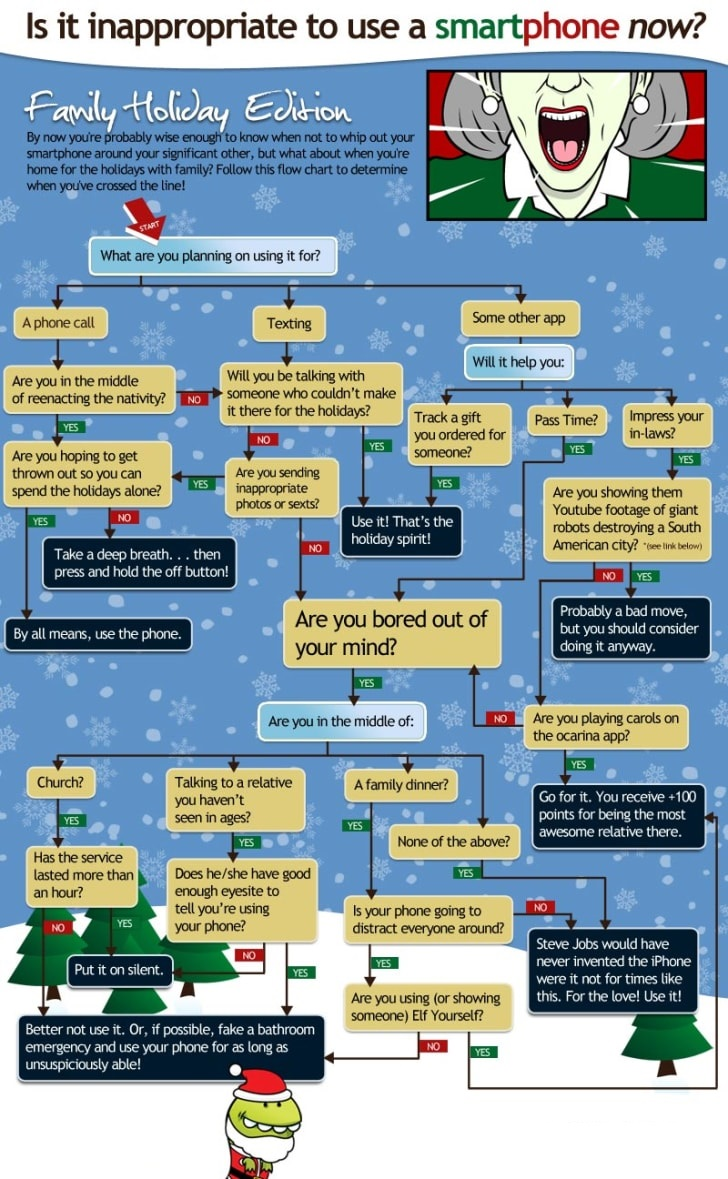 Is it inappropriate to use a smartphone now?
Family Holiday Edition
By now you're probably wise enough to know when not to whip out your
smartphone around your significant other, but what about when you're
home for the holidays with family? Follow this flow chart to determine
when you've crossed the line!
START
What are you planning on using it for?
A phone call
Texting
Some other app
Will it help you:
Are you in the middle
of reenacting the nativity?
NO
YES
Will you be talking with
someone who couldn't make
it there for the holidays?
NO
YES
Track a gift
you ordered for
someone?
YES
Pass Time?
YES
Impress your
in-laws?
YES
Are you hoping to get
thrown out so you can
spend the holidays alone?
YES
NO
YES
Are you sending
inappropriate
photos or sexts?
NO
Use it! That's the
holiday spirit!
Are you showing them
Youtube footage of giant
robots destroying a South
American city? *(see link below)
NO
YES
Take a deep breath. . . then
press and hold the off button!
By all means, use the phone.
Are you bored out of
your mind?
YES
Probably a bad move,
but you should consider
doing it anyway.
Are you in the middle of:
NO
Are you playing carols on
the ocarina app?
YES
Church?
YES
Talking to a relative
you haven't
seen in ages?
YES
A family dinner?
YES
None of the above?
YES
Go for it. You receive +100
points for being the most
awesome relative there.
Has the service
lasted more than
an hour?
NO
YES
Does he/she have good
enough eyesite to
tell you're using
your phone?
NO
YES
Is your phone going to
distract everyone around?
NO
YES
Steve Jobs would have
never invented the iPhone
were it not for times like
this. For the love! Use it!
Put it on silent.
Are you using (or showing
someone) Elf Yourself?
NO
YES
Better not use it. Or, if possible, fake a bathroom
emergency and use your phone for as long as
unsuspiciously able!